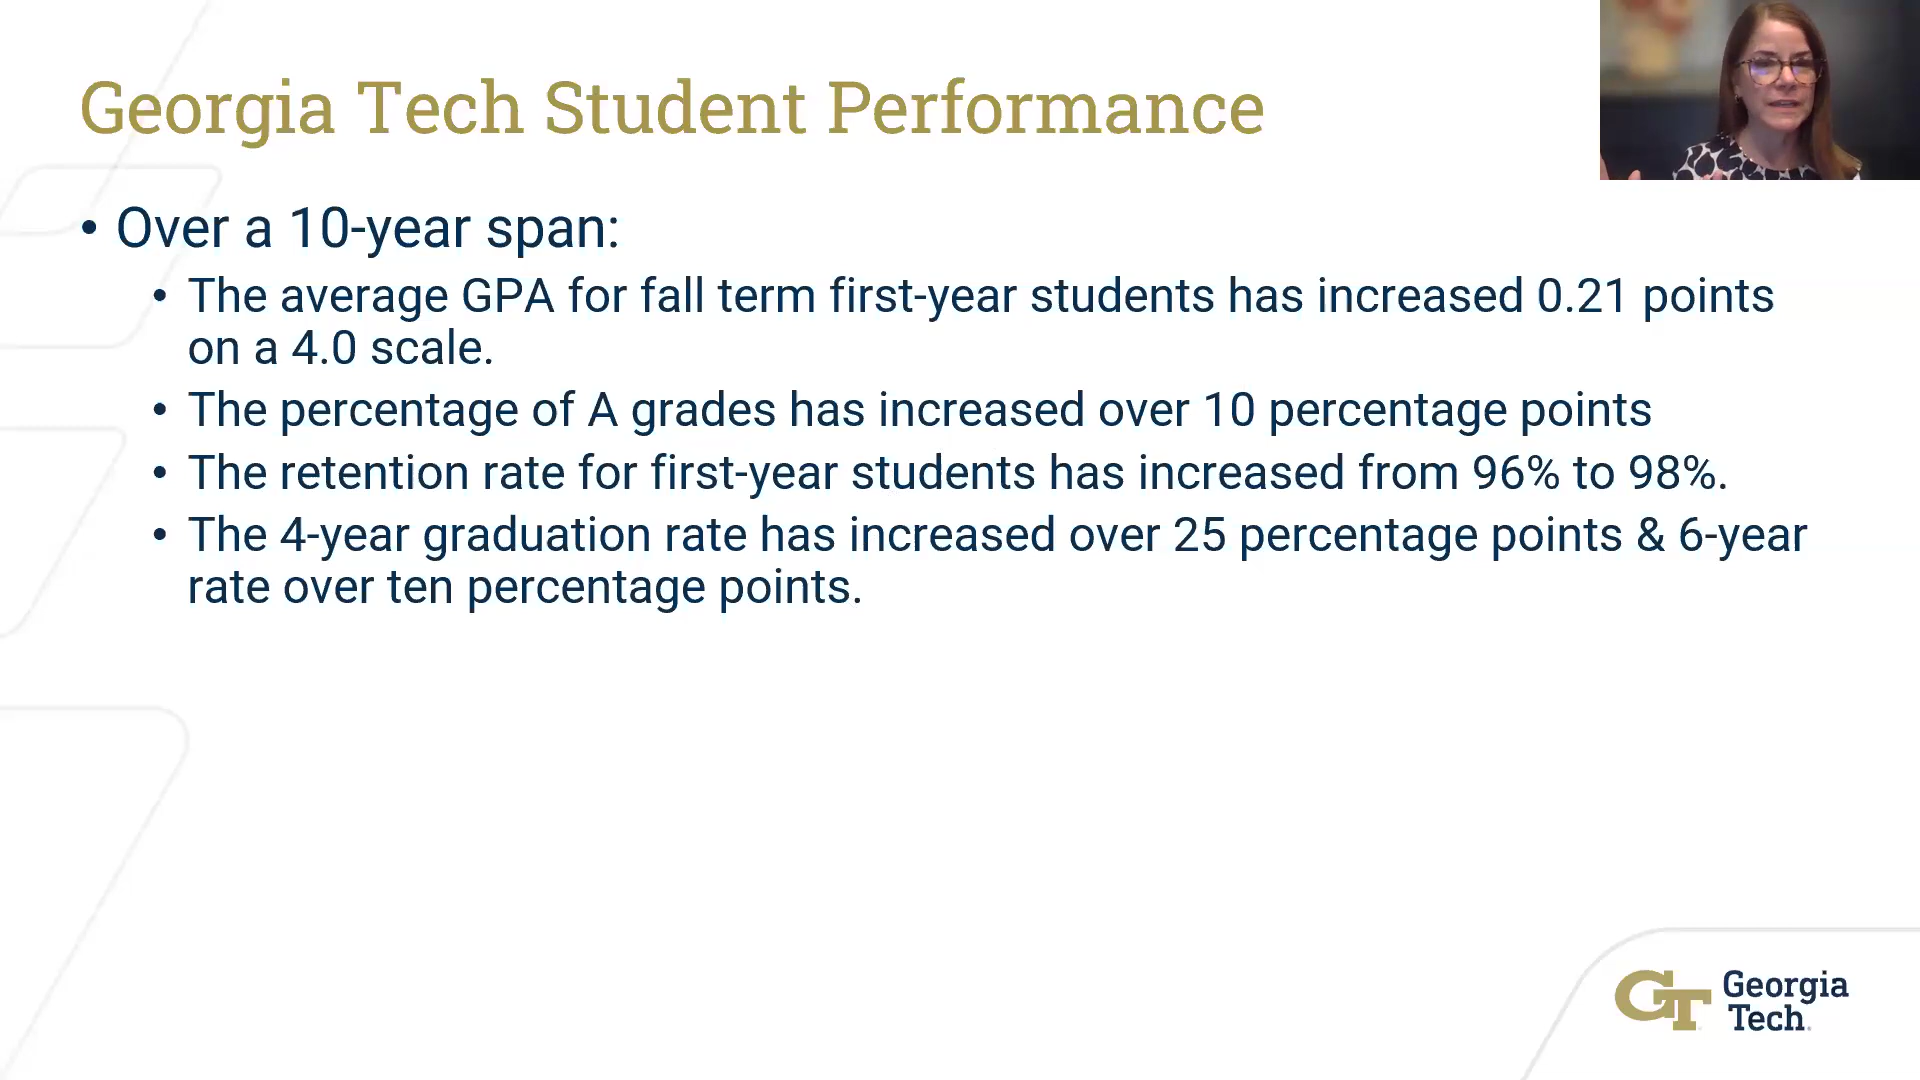 Georgia Tech Student Performance
• Over a 10-year span:
• The average GPA for fall term first-year students has increased 0.21 points
on a 4.0 scale.
• The percentage of A grades has increased over 10 percentage points
• The retention rate for first-year students has increased from 96% to 98%.
• The 4-year graduation rate has increased over 25 percentage points & 6-year
rate over ten percentage points.
GT
Georgia
Tech.